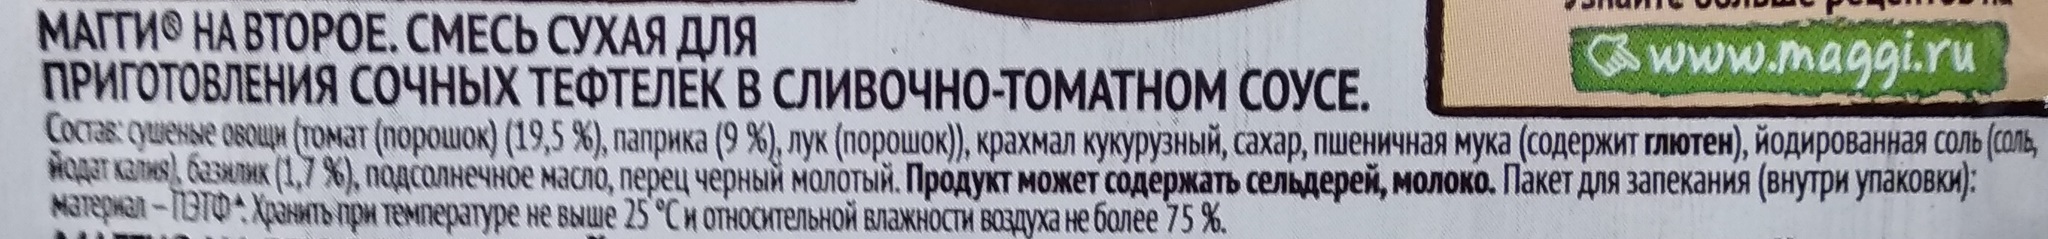 МАГГИ® НА ВТОРОЕ. СМЕСЬ СУХАЯ ДЛЯ
ПРИГОТОВЛЕНИЯ СОЧНЫХ ТЕФТЕЛЕК В СЛИВОЧНО-ТОМАТНОМ СОУСЕ.
www.maggi.ru
Состав: сушеные овощи (томат (порошок) (19,5 %), паприка (9 %), лук (порошок)), крахмал кукурузный, сахар, пшеничная мука (содержит глютен), йодированная соль (соль,
йодат калия), базилик (1,7 %), подсолнечное масло, перец черный молотый. Продукт может содержать сельдерей, молоко. Пакет для запекания (внутри упаковки):
материал – ПЭТФ*. Хранить при температуре не выше 25 °С и относительной влажности воздуха не более 75 %.